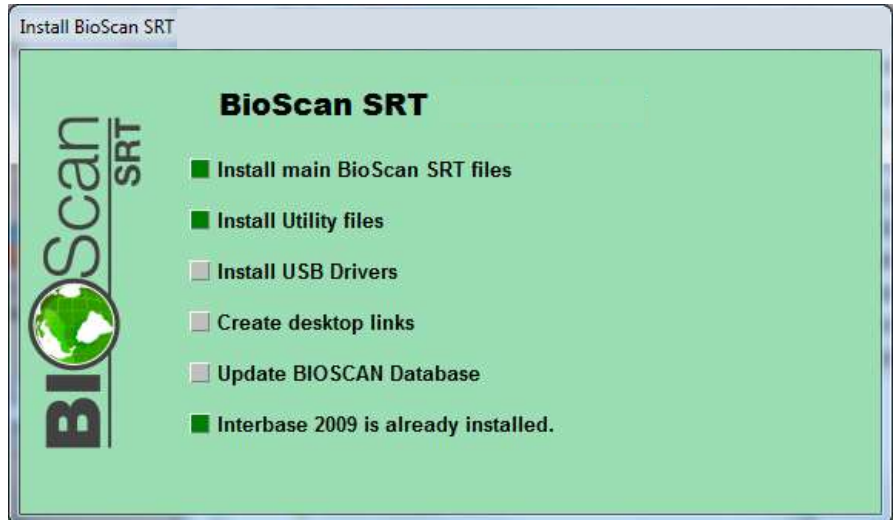 Install BioScan SRT
BioScan SRT
BIOScan
SRT
Install main BioScan SRT files
Install Utility files
Install USB Drivers
Create desktop links
Update BIOSCAN Database
Interbase 2009 is already installed.